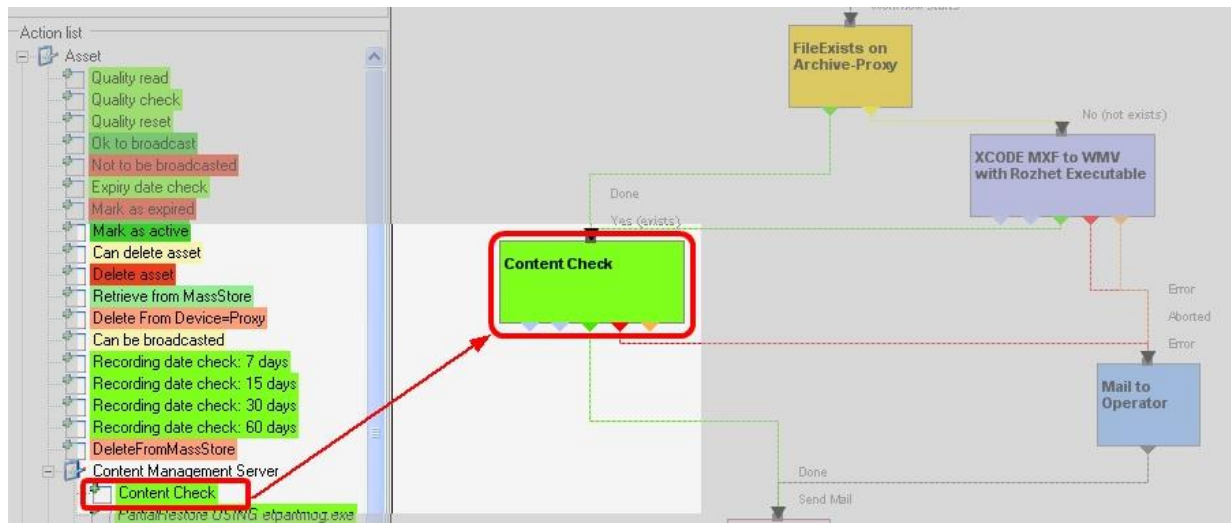 Workflow starts
Action list
Asset
Quality read
Quality check
Quality reset
Ok to broadcast
Not to be broadcasted
Expiry date check
Mark as expired
Mark as active
Can delete asset
Delete asset
Retrieve from MassStore
Delete From Device=Proxy
Can be broadcasted
Recording date check: 7 days
Recording date check: 15 days
Recording date check: 30 days
Recording date check: 60 days
DeleteFromMassStore
Content Management Server
Content Check
PartialRestore USING etpartmog.exe
FileExists on
Archive-Proxy
No (not exists)
XCODE MXF to WMV
with Rozhet Executable
Done
Yes (exists)
Content Check
Error
Aborted
Error
Mail to
Operator
Done
Send Mail